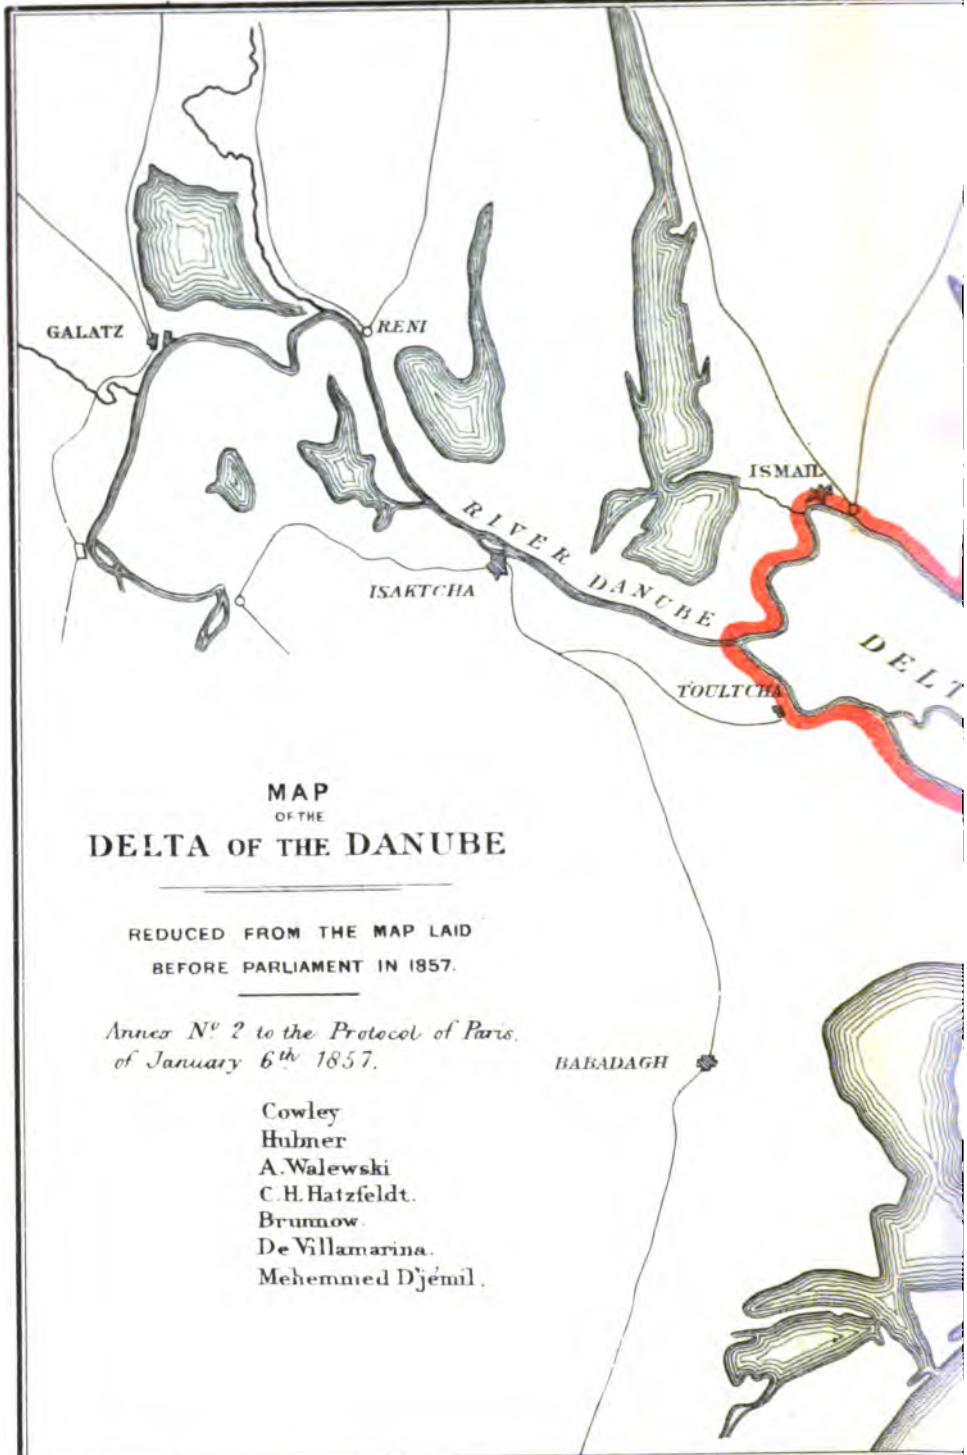 GALATZ
RENI
ISMAIL
RIVER DANUBE
ISAKTCHA
DELT
TOULTCHA
MAP
OF THE
DELTA OF THE DANUBE
REDUCED FROM THE MAP LAID
BEFORE PARLIAMENT IN 1857.
Annex Nº 2 to the Protocol of Paris.
of January 6th 1857.
BABADAGH
Cowley
Hubner
A. Walewski
C. H. Hatzfeldt.
Brunnow.
De Villamarina.
Mehemmed D'jémil.